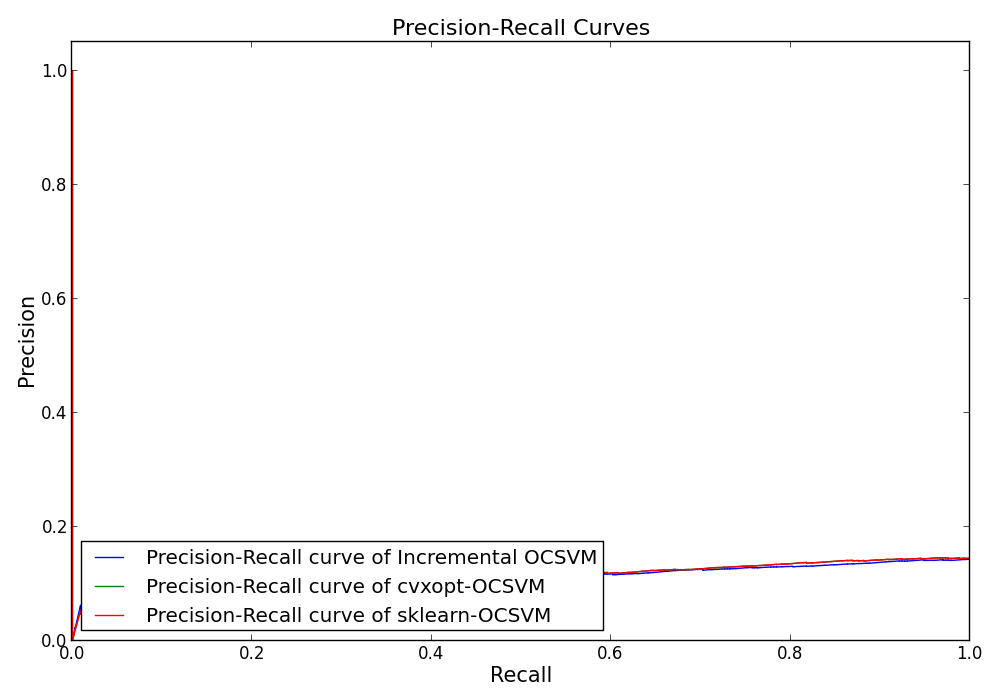 Precision-Recall Curves
1.0
0.8
0.6
0.4
0.2
0.0
Precision
Precision-Recall curve of Incremental OCSVM
Precision-Recall curve of cvxopt-OCSVM
Precision-Recall curve of sklearn-OCSVM
0.0 0.2 0.4 0.6 0.8 1.0
Recall